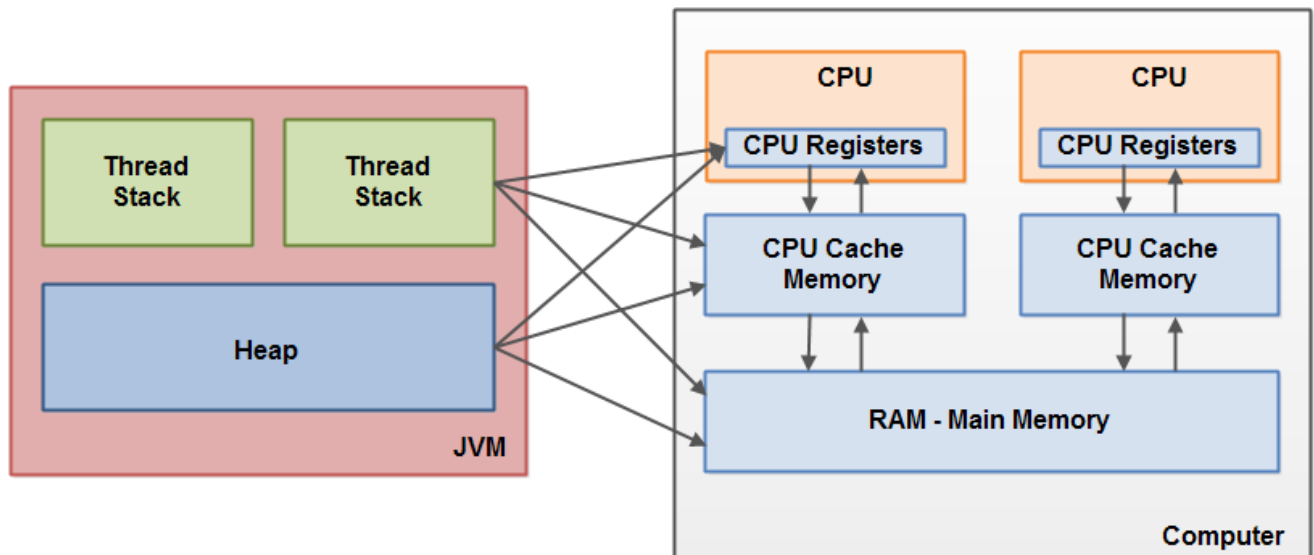 Thread
Stack
Thread
Stack
Heap
JVM
CPU
CPU Registers
CPU Cache
Memory
CPU
CPU Registers
CPU Cache
Memory
RAM - Main Memory
Computer